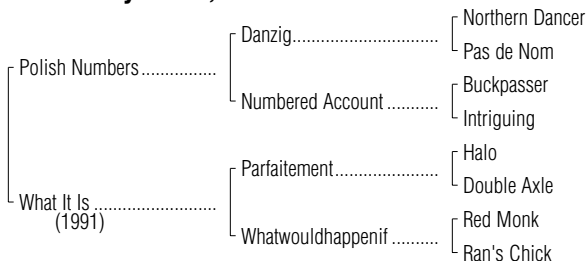 Northern Dancer
Danzig..............................
Pas de Nom
Polish Numbers................
Buckpasser
Numbered Account ...........
Intriguing
Halo
Parfaitement......................
Double Axle
What It Is ..........................
(1991)
Red Monk
Whatwouldhappenif ..........
Ran's Chick